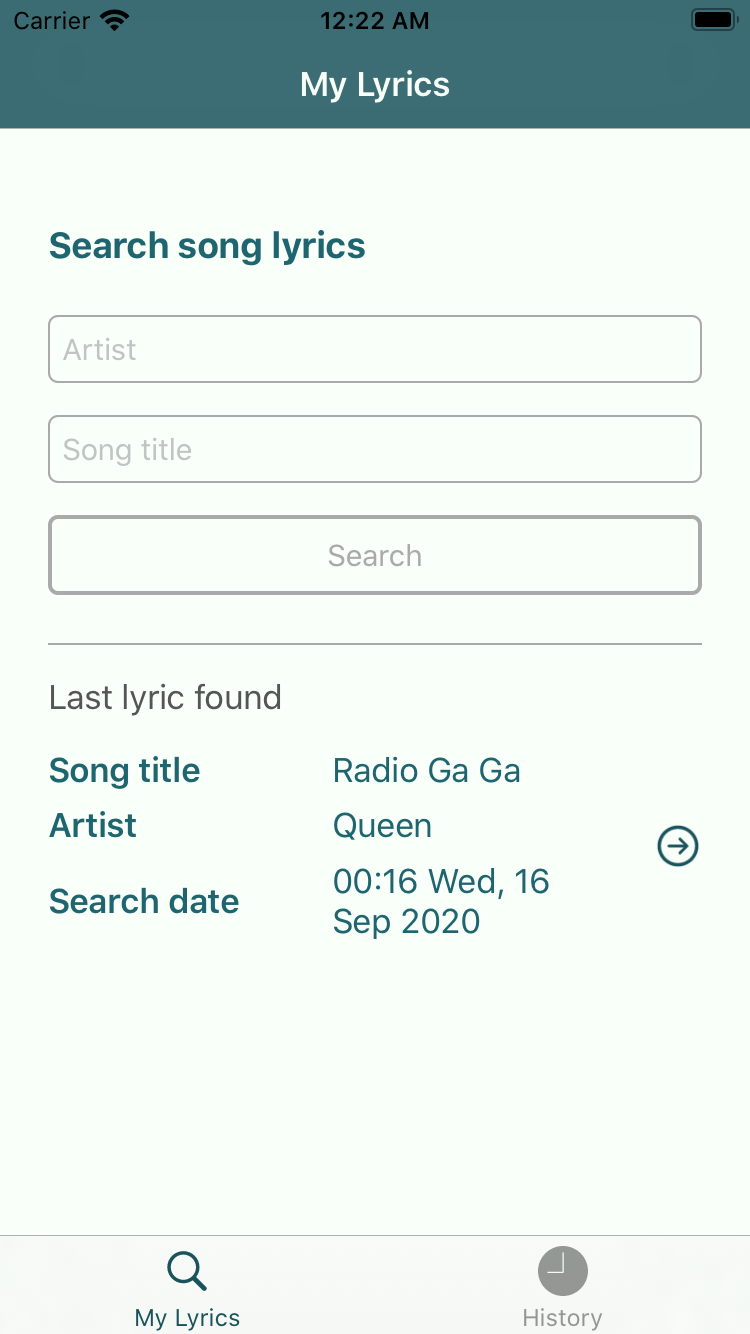 Carrier 12:22 AM
My Lyrics
Search song lyrics
Artist
Song title
Search
Last lyric found
Song title Radio Ga Ga
Artist Queen
Search date 00:16 Wed, 16
Sep 2020
My Lyrics History